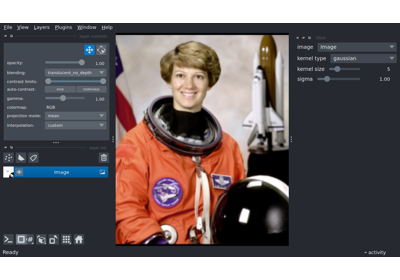 File View Layers Plugins Window Help
opacity: 1.00
blending: translucent_no_depth
contrast limits:
auto-contrast: once continuous
gamma: 1.00
colormap: RGB
projection mode: mean
interpolation: custom
Image
Ready
image Image
kernel type gaussian
kernel size 5
sigma 1.00
activity